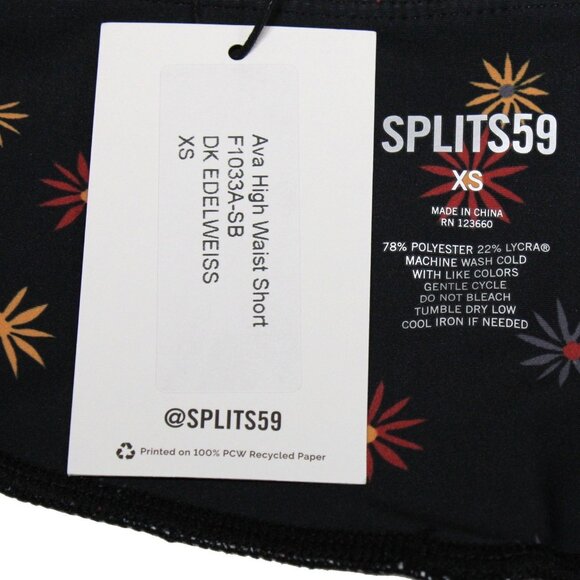 Ava High Waist Short
F1033A-SB
DK EDELWEISS
XS
@SPLITS59
Printed on 100% PCW Recycled Paper
SPLITS59
XS
MADE IN CHINA
RN 123660
78% POLYESTER 22% LYCRA®
MACHINE WASH COLD
WITH LIKE COLORS
GENTLE CYCLE
DO NOT BLEACH
TUMBLE DRY LOW
COOL IRON IF NEEDED